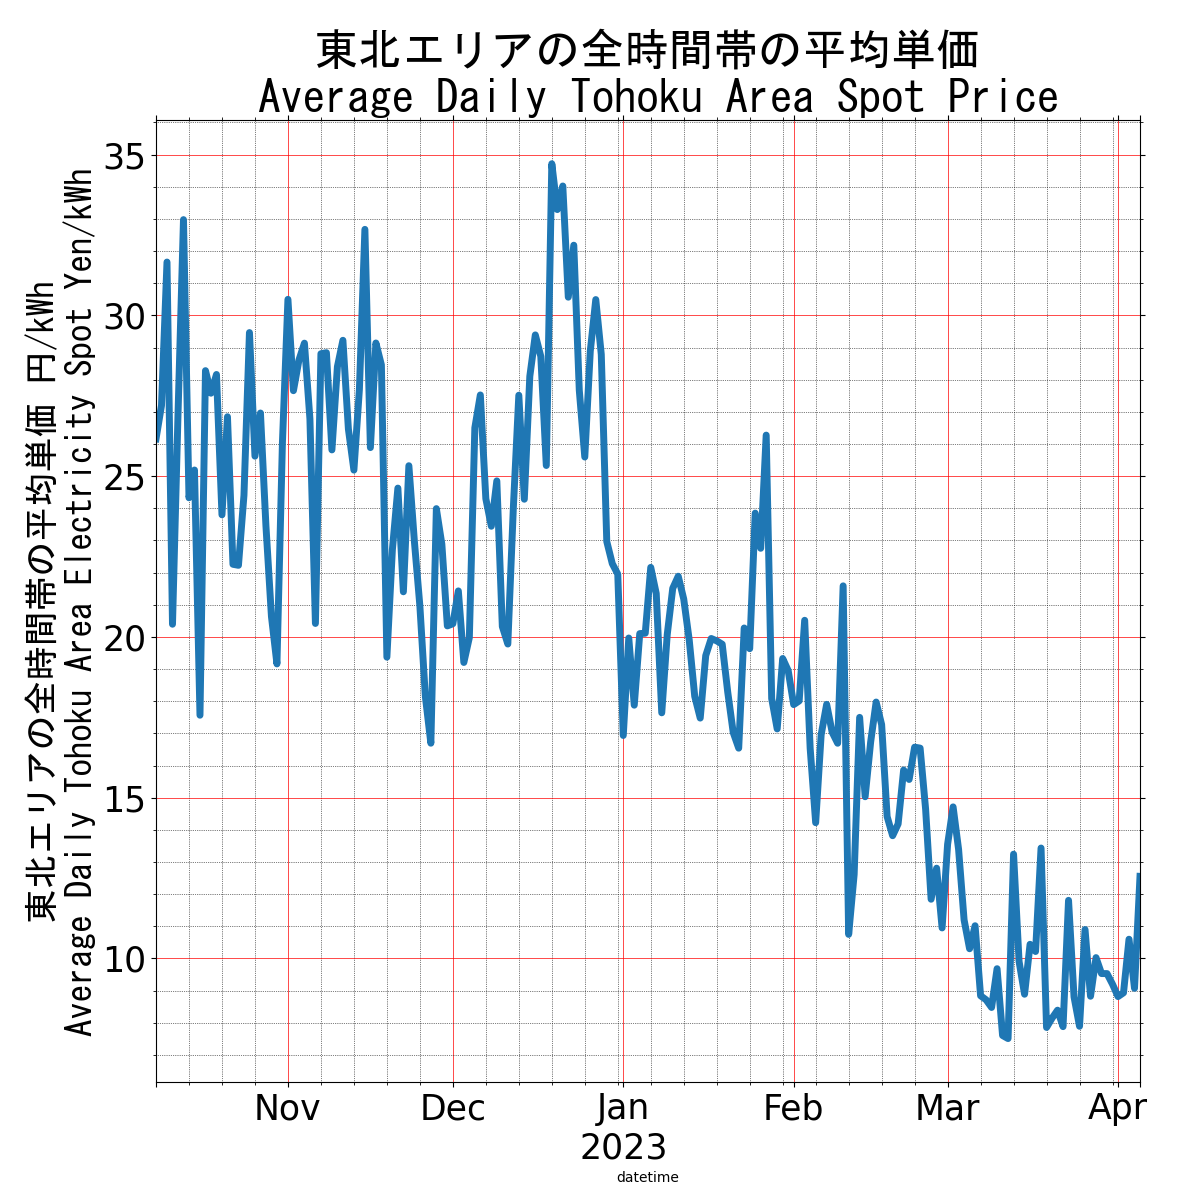 東北エリアの全時間帯の平均単価
Average Daily Tohoku Area Spot Price
東北エリアの全時間帯の平均単価 円/kWh
Average Daily Tohoku Area Electricity Spot Yen/kWh
35
30
25
20
15
10
Nov
Dec
Jan
2023
Feb
Mar
Apr
datetime